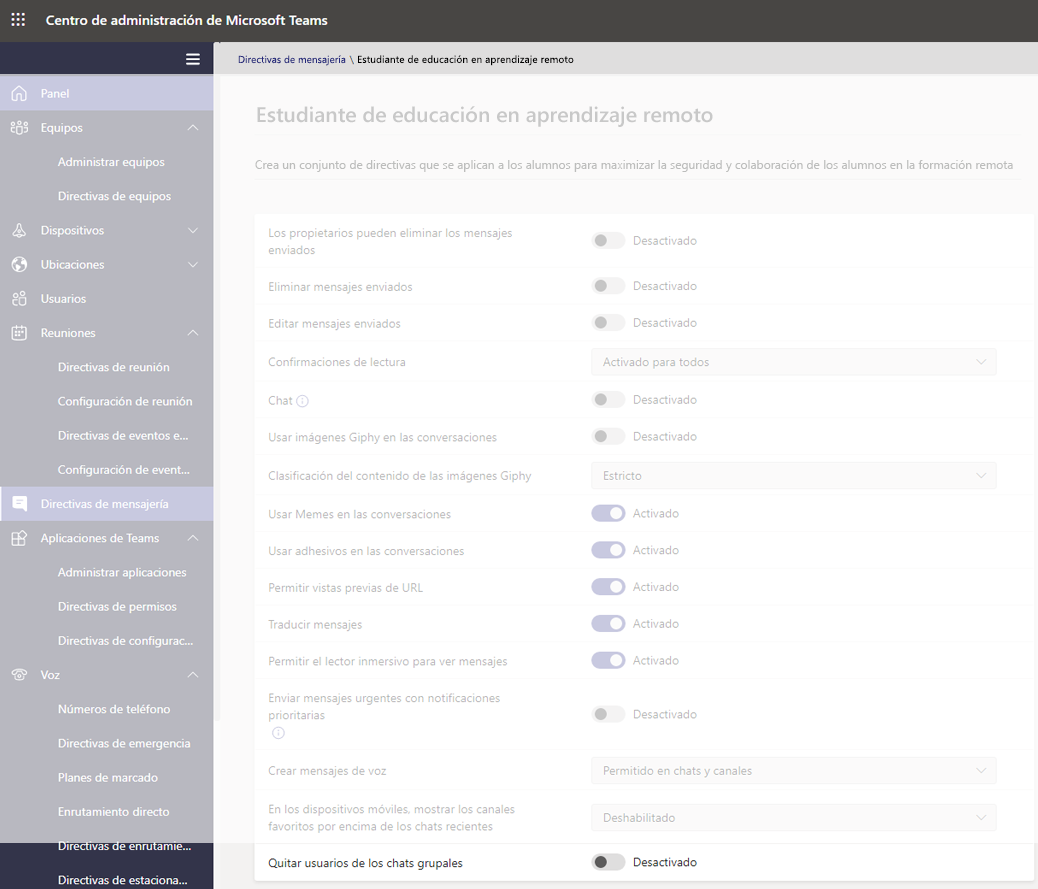 Centro de administración de Microsoft Teams
Directivas de mensajería \ Estudiante de educación en aprendizaje remoto
Panel
Equipos
Administrar equipos
Directivas de equipos
Dispositivos
Ubicaciones
Usuarios
Reuniones
Directivas de reunión
Configuración de reunión
Directivas de eventos e...
Configuración de event...
Directivas de mensajería
Aplicaciones de Teams
Administrar aplicaciones
Directivas de permisos
Directivas de configurac...
Voz
Números de teléfono
Directivas de emergencia
Planes de marcado
Enrutamiento directo
Directivas de enrutamie...
Directivas de estaciona...
Estudiante de educación en aprendizaje remoto
Crea un conjunto de directivas que se aplican a los alumnos para maximizar la seguridad y colaboración de los alumnos en la formación remota
Los propietarios pueden eliminar los mensajes
enviados
Desactivado
Eliminar mensajes enviados
Desactivado
Editar mensajes enviados
Desactivado
Confirmaciones de lectura
Activado para todos
Chat
Desactivado
Usar imágenes Giphy en las conversaciones
Desactivado
Clasificación del contenido de las imágenes Giphy
Estricto
Usar Memes en las conversaciones
Activado
Usar adhesivos en las conversaciones
Activado
Permitir vistas previas de URL
Activado
Traducir mensajes
Activado
Permitir el lector inmersivo para ver mensajes
Activado
Enviar mensajes urgentes con notificaciones
prioritarias
Desactivado
Crear mensajes de voz
Permitido en chats y canales
En los dispositivos móviles, mostrar los canales
favoritos por encima de los chats recientes
Deshabilitado
Quitar usuarios de los chats grupales
Desactivado